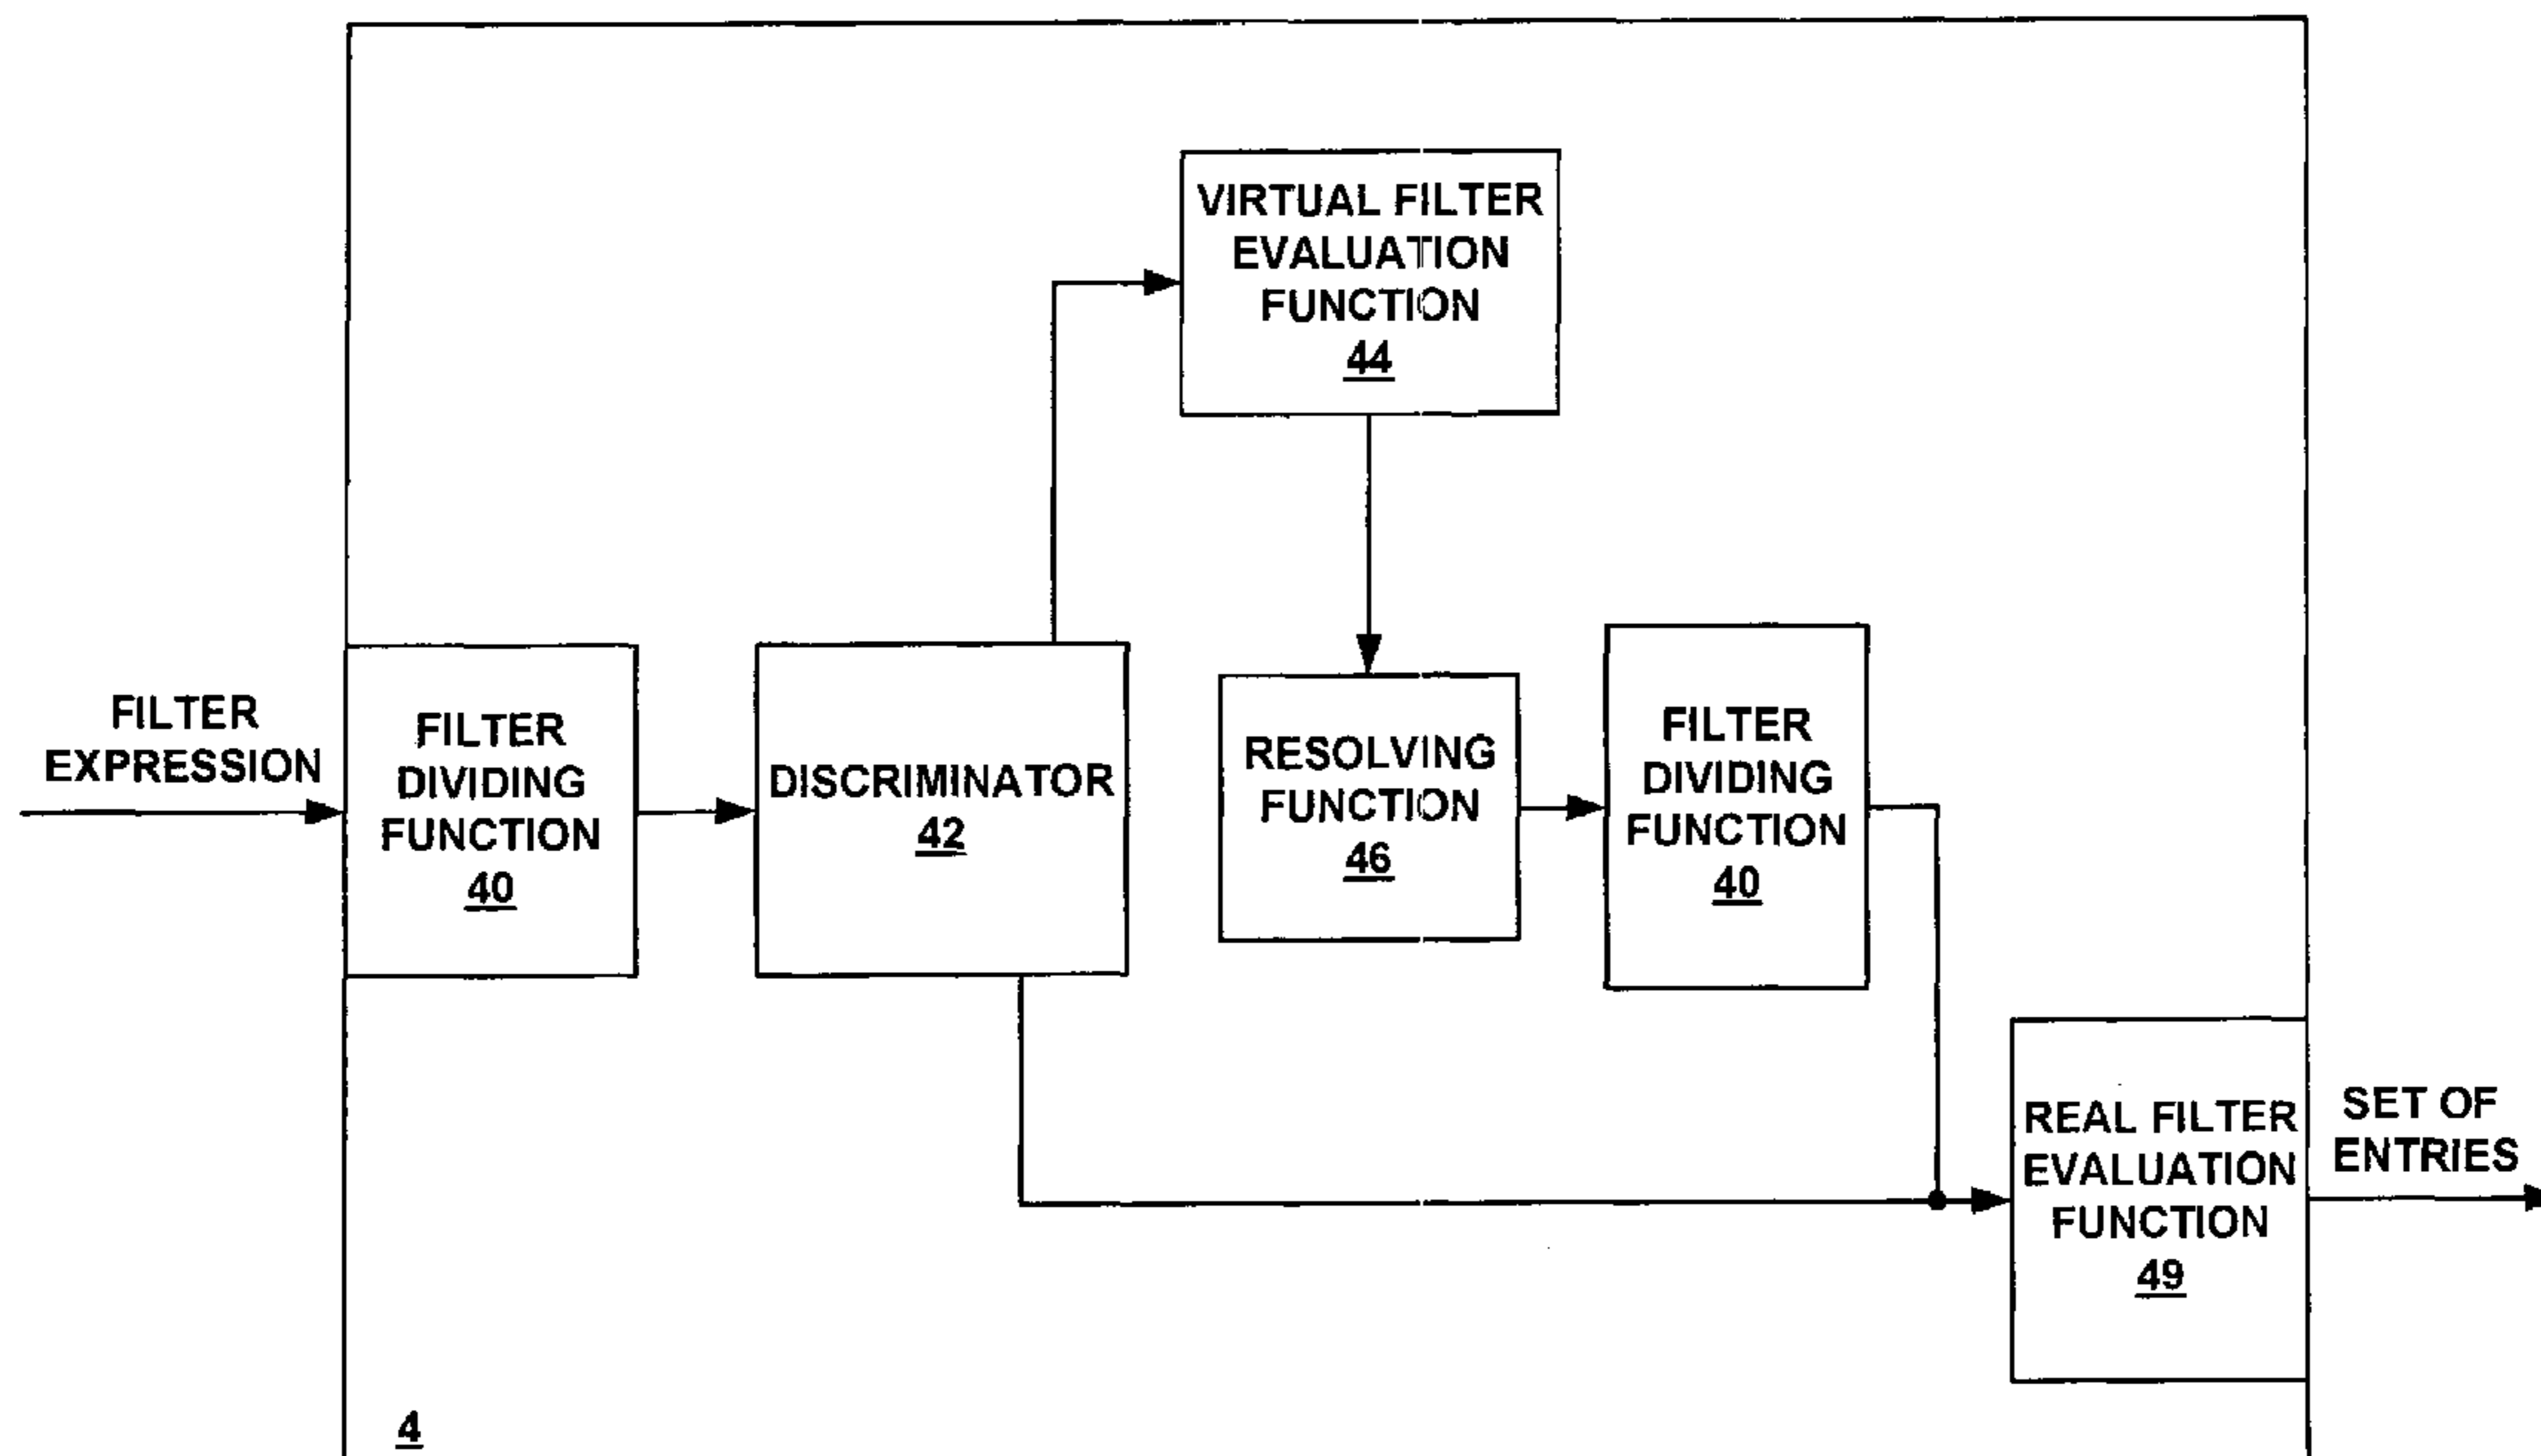 VIRTUAL FILTER
EVALUATION
FUNCTION
44
FILTER
EXPRESSION
FILTER
DIVIDING
FUNCTION
40
DISCRIMINATOR
42
RESOLVING
FUNCTION
46
FILTER
DIVIDING
FUNCTION
40
REAL FILTER
EVALUATION
FUNCTION
49
SET OF
ENTRIES
4